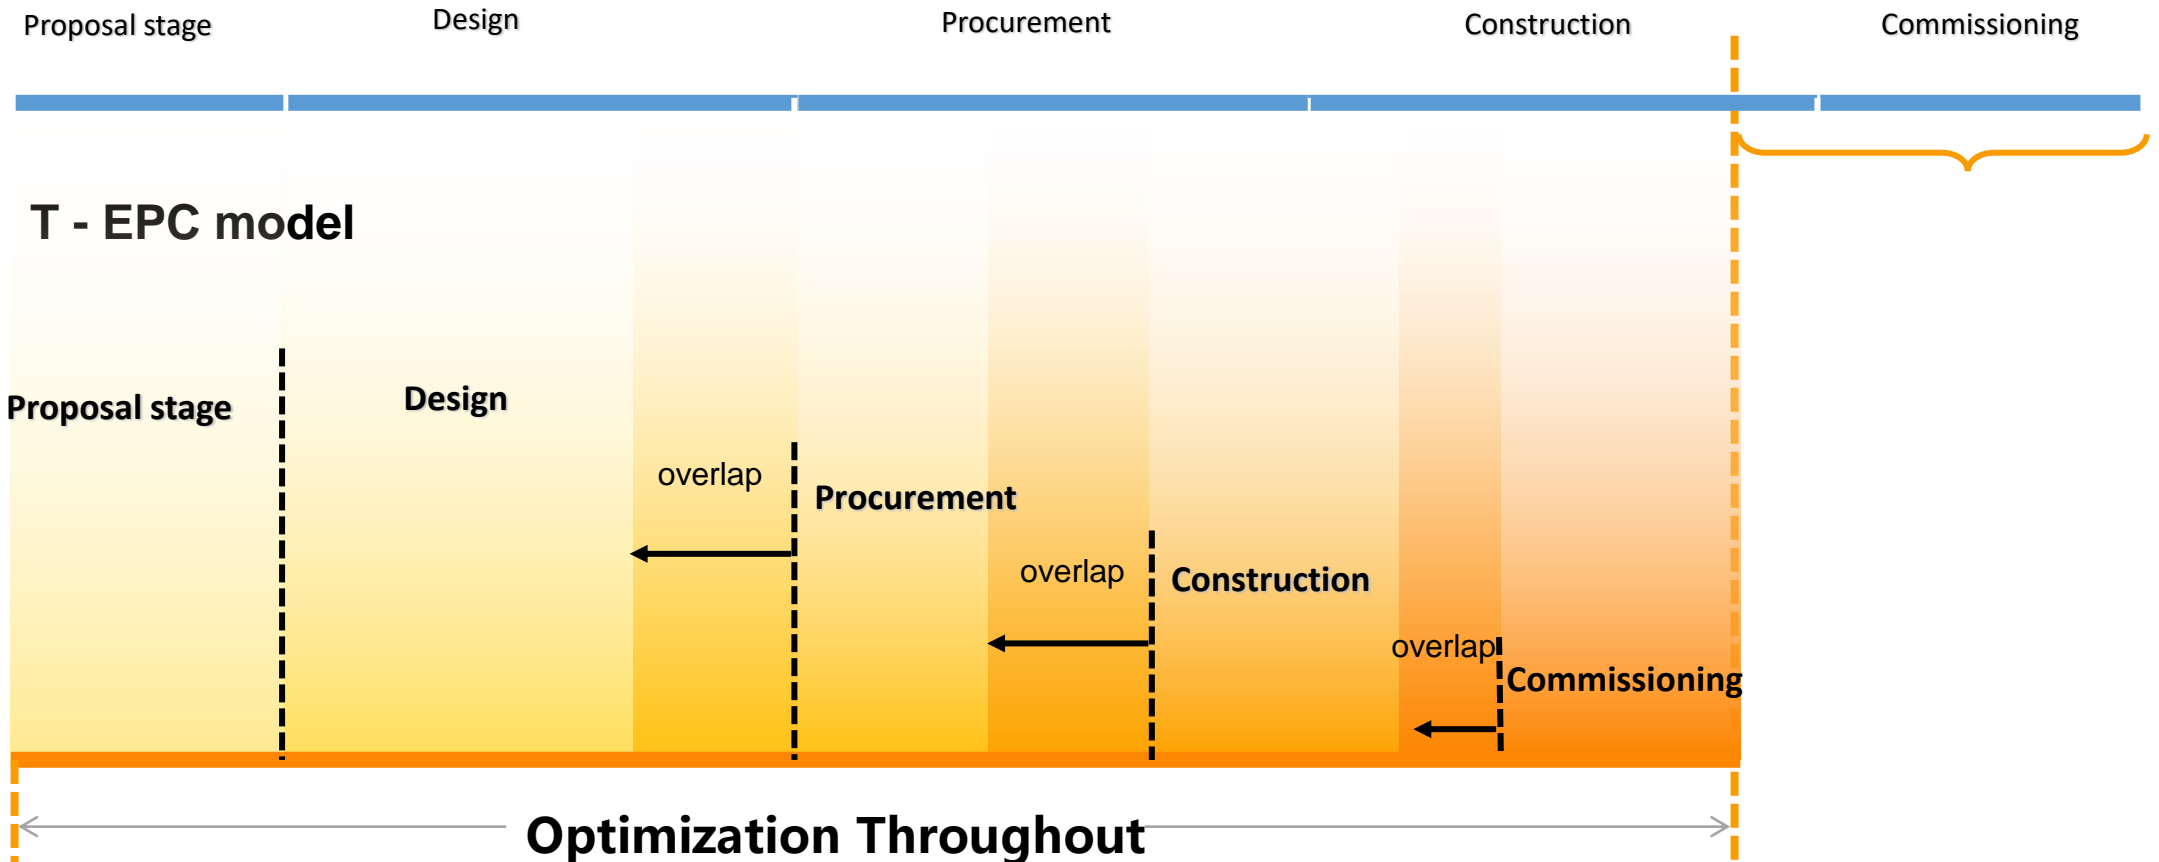 Proposal stage
Design
Procurement
Construction
Commissioning
T - EPC model
Proposal stage
Design
overlap
Procurement
overlap
Construction
overlap
Commissioning
Optimization Throughout